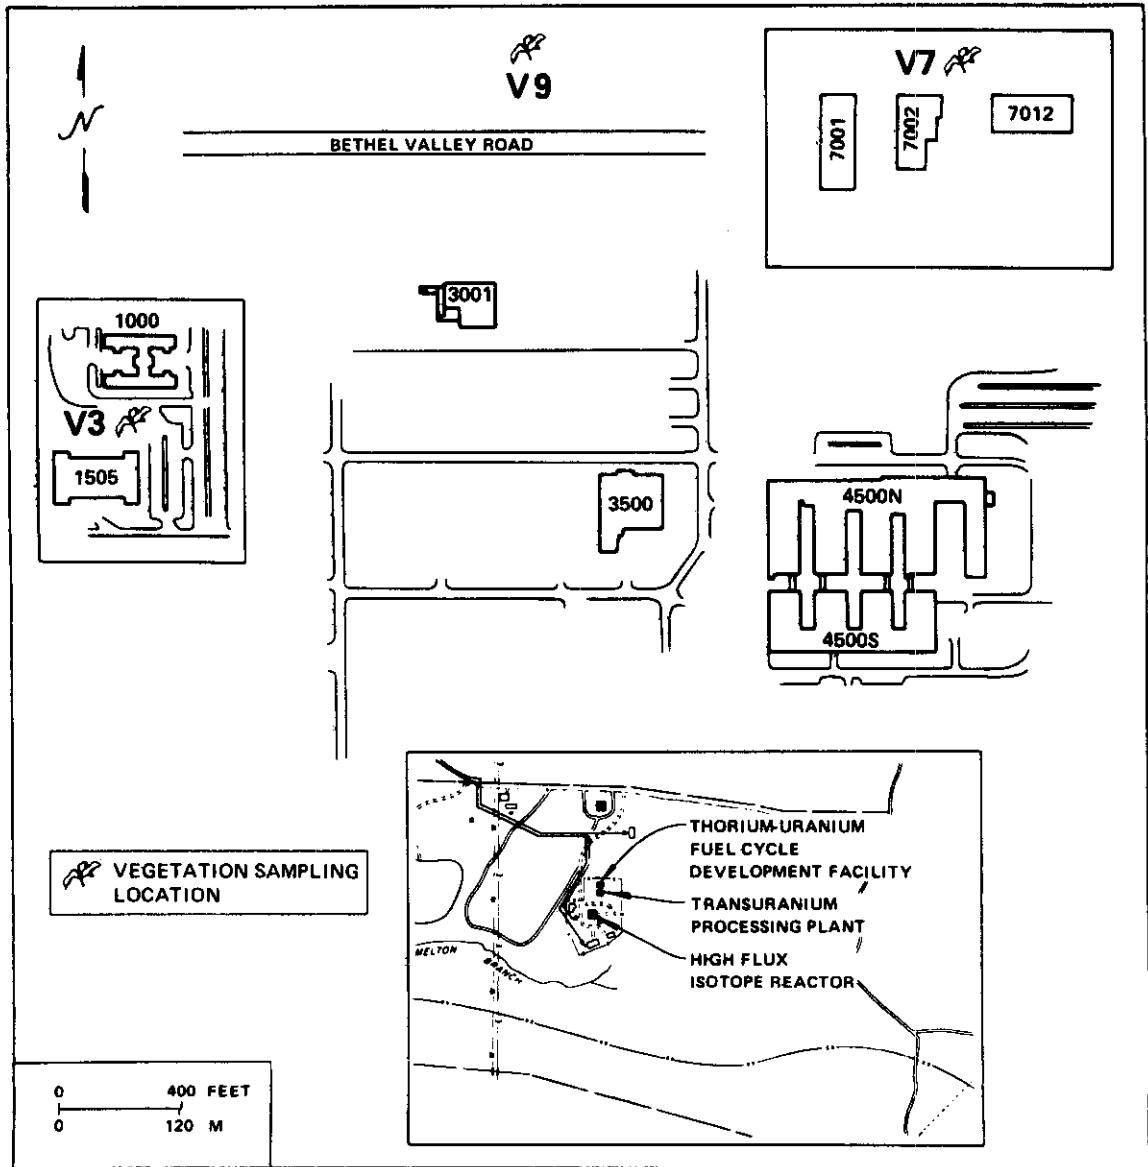 N
V9
BETHEL VALLEY ROAD
V7
7001
7002
7012
3001
1000
V3
1505
3500
4500N
4500S
VEGETATION SAMPLING
LOCATION
THORIUM-URANIUM
FUEL CYCLE
DEVELOPMENT FACILITY
TRANSURANIUM
PROCESSING PLANT
HIGH FLUX
ISOTOPE REACTOR
MELTON
BRANCH
0 400 FEET
0 120 M